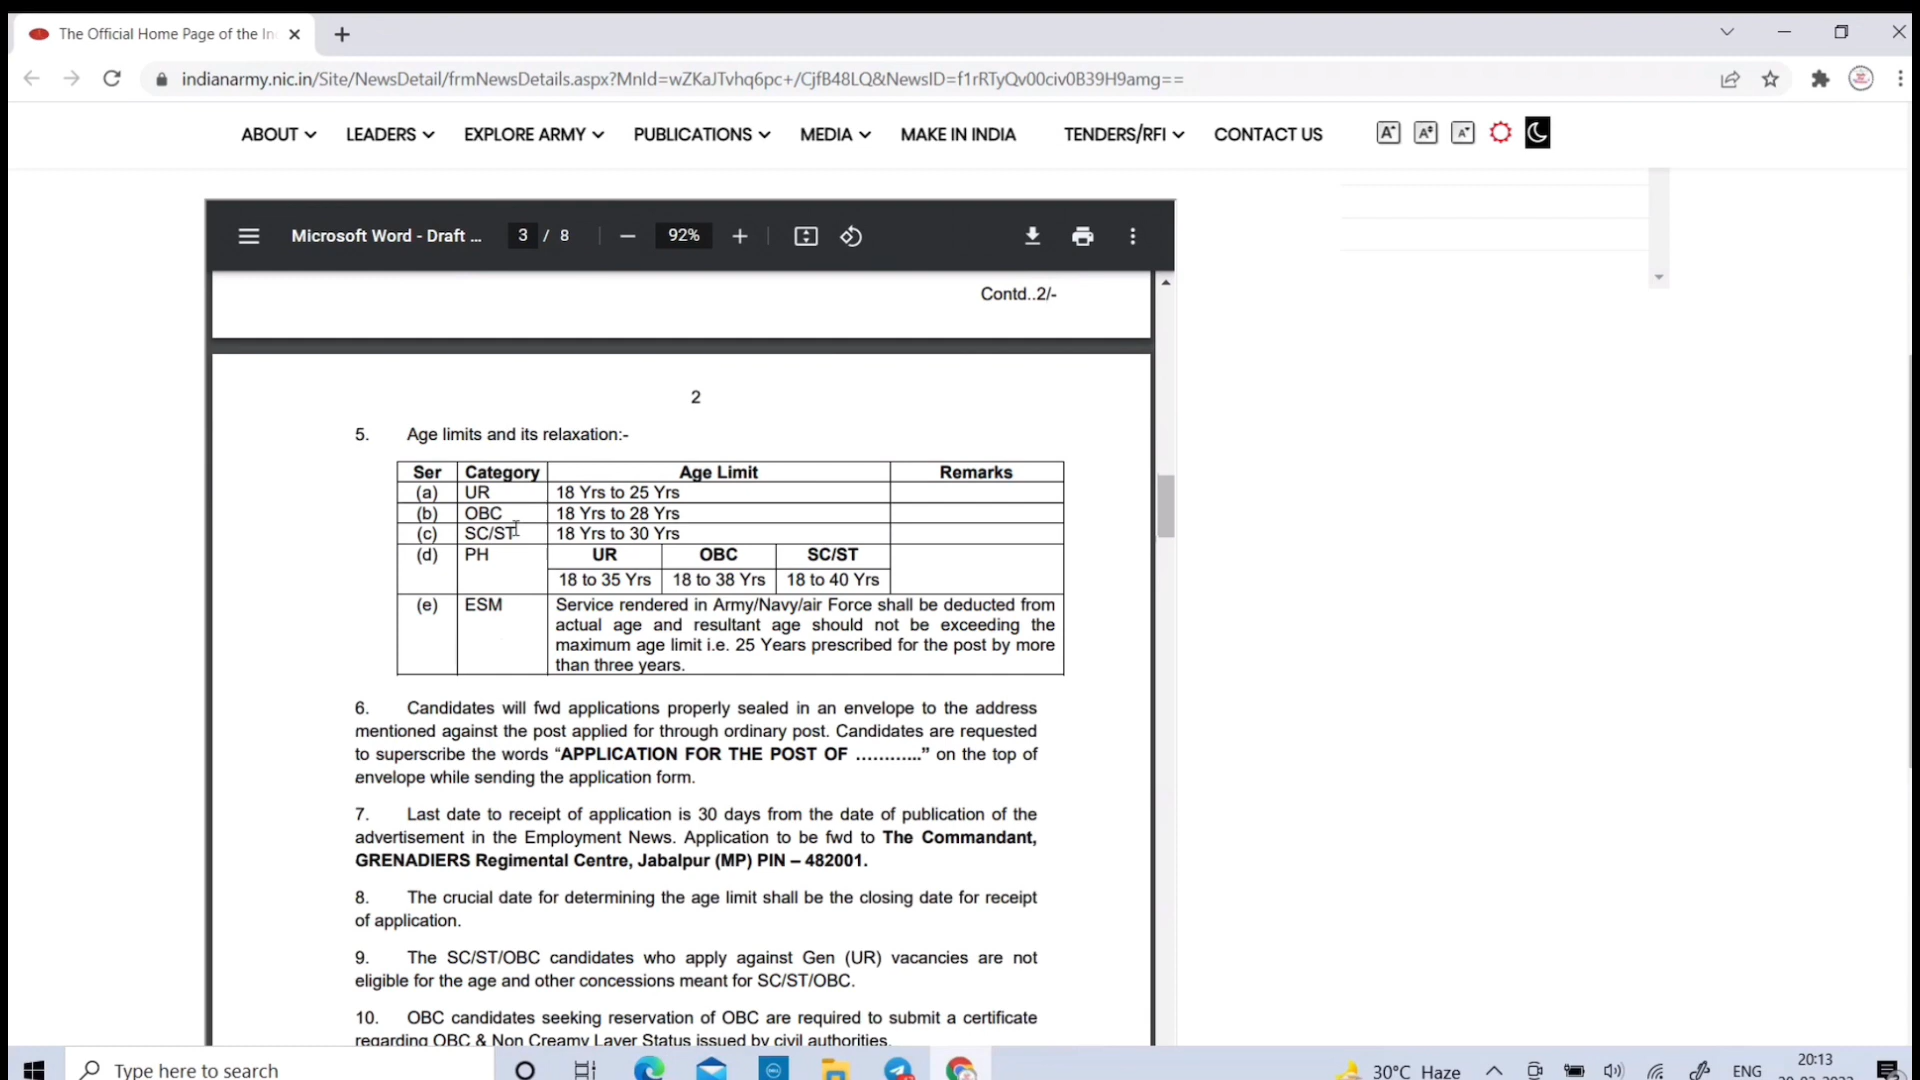 The Official Home Page of the In
indianarmy.nic.in/Site/NewsDetail/frmNewsDetails.aspx?MnId=wZKaJTvhq6pc+/CjfB48LQ&NewsID=f1rRTyQv00civ0B39H9amg==
ABOUT LEADERS EXPLORE ARMY PUBLICATIONS MEDIA MAKE IN INDIA TENDERS/RFI CONTACT US
Microsoft Word - Draft ... 3 / 8 92%
Contd..2/-
2
5. Age limits and its relaxation:-
Ser Category Age Limit Remarks
(a) UR 18 Yrs to 25 Yrs
(b) OBC 18 Yrs to 28 Yrs
(c) SC/ST 18 Yrs to 30 Yrs
(d) PH UR OBC SC/ST
18 to 35 Yrs 18 to 38 Yrs 18 to 40 Yrs
(e) ESM Service rendered in Army/Navy/air Force shall be deducted from
actual age and resultant age should not be exceeding the
maximum age limit i.e. 25 Years prescribed for the post by more
than three years.
6. Candidates will fwd applications properly sealed in an envelope to the address
mentioned against the post applied for through ordinary post. Candidates are requested
to superscribe the words “APPLICATION FOR THE POST OF ………...” on the top of
envelope while sending the application form.
7. Last date to receipt of application is 30 days from the date of publication of the
advertisement in the Employment News. Application to be fwd to The Commandant,
GRENADIERS Regimental Centre, Jabalpur (MP) PIN – 482001.
8. The crucial date for determining the age limit shall be the closing date for receipt
of application.
9. The SC/ST/OBC candidates who apply against Gen (UR) vacancies are not
eligible for the age and other concessions meant for SC/ST/OBC.
10. OBC candidates seeking reservation of OBC are required to submit a certificate
regarding OBC & Non Creamy Layer Status issued by civil authorities.
Type here to search 30°C Haze ENG 20:13